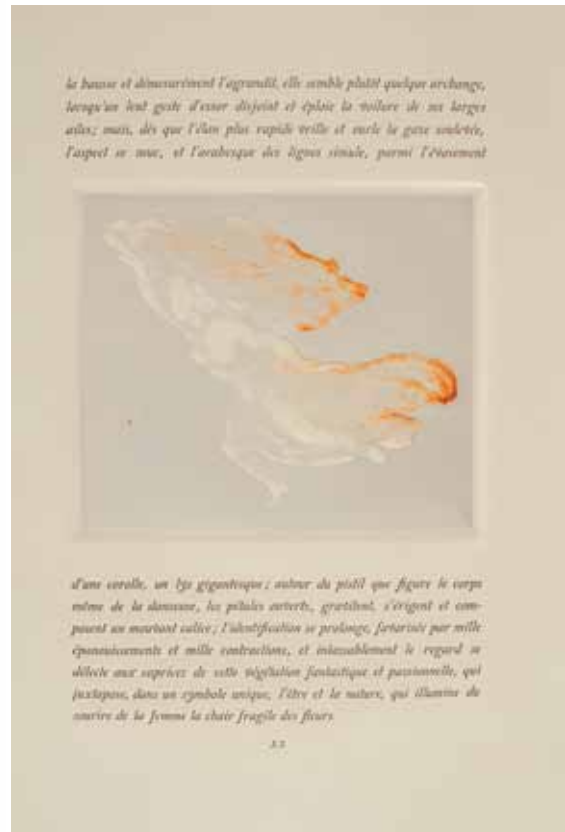 la hausse et démesurément l'agrandit, elle semble plutôt quelque archange,
lorsqu'un lent geste d'essor disjoint et éploie la voilure de ses larges
ailes; mais, dès que l'élan plus rapide vrille et ourle la gaze soulevée,
l'aspect se mue, et l'arabesque des lignes simule, parmi l'évasement
d'une corolle, un lys gigantesque; autour du pistil que figure le corps
même de la danseuse, les pétales ouverts, s'érigent et com-
posent un mouvant calice; l'identification se prolonge, favorisée par mille
épanouissements et mille contractions, et inlassablement le regard se
délecte aux caprices de cette végétation fantastique et passionnelle, qui
juxtapose, dans un symbole unique, l'être et la nature, qui illumine du
sourire de la femme la chair fragile des fleurs